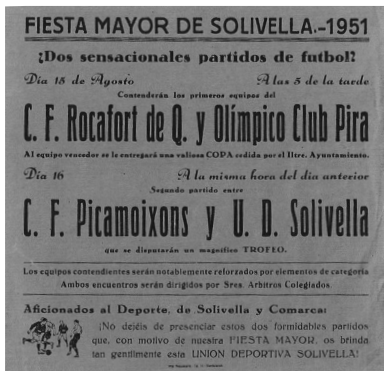 FIESTA MAYOR DE SOLIVELLA.-1951
¡Dos sensacionales partidos de futbol!
Día 15 de Agosto A las 5 de la tarde
Contenderán los primeros equipos del
C. F. Rocafort de Q. y Olímpico Club Pira
Al equipo vencedor se le entregará una valiosa COPA cedida por el Iltre. Ayuntamiento.
Día 16 A la misma hora del día anterior
Segundo partido entre
C. F. Picamoixons y U. D. Solivella
que se disputarán un magnífico TROFEO.
Los equipos contendientes serán notablemente reforzados por elementos de categoría
Ambos encuentros serán dirigidos por Sres. Arbitros Colegiados.
Aficionados al Deporte, de Solivella y Comarca:
¡No dejéis de presenciar estos dos formidables partidos
que, con motivo de nuestra FIESTA MAYOR, os brinda
tan gentilmente esta UNION DEPORTIVA SOLIVELLA!